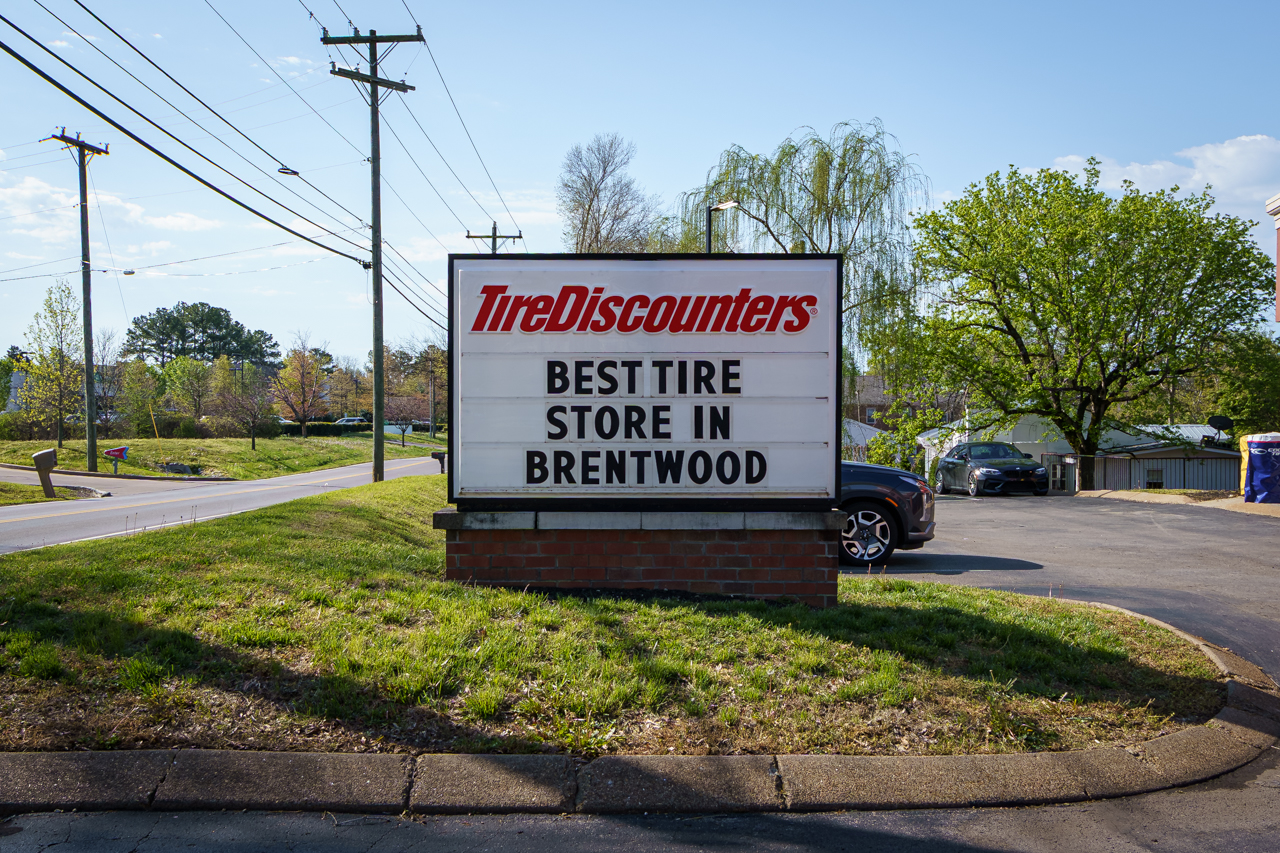 TireDiscounters®
BEST TIRE
STORE IN
BRENTWOOD